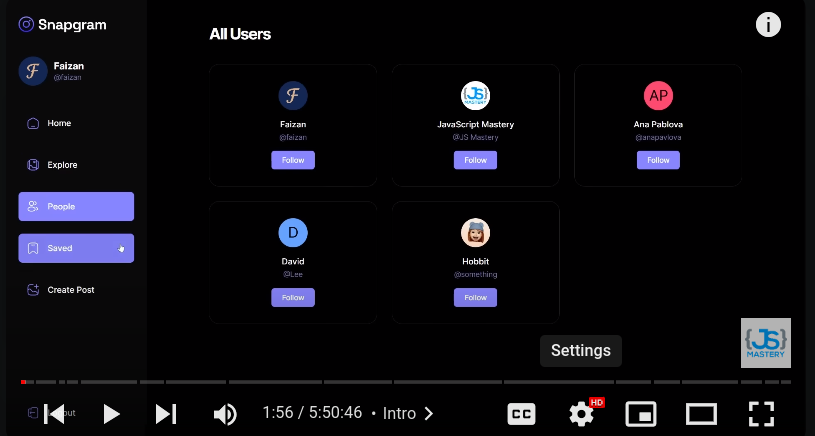 Snapgram
Faizan
@faizan
Home
Explore
People
Saved
Create Post
All Users
i
F
Faizan
@faizan
Follow
{JS}
MASTERY
JavaScript Mastery
@JS Mastery
Follow
AP
Ana Pablova
@anapavlova
Follow
D
David
@Lee
Follow
Hobbit
@something
Follow
Settings
{JS}
MASTERY
1:56 / 5:50:46 • Intro
CC
HD